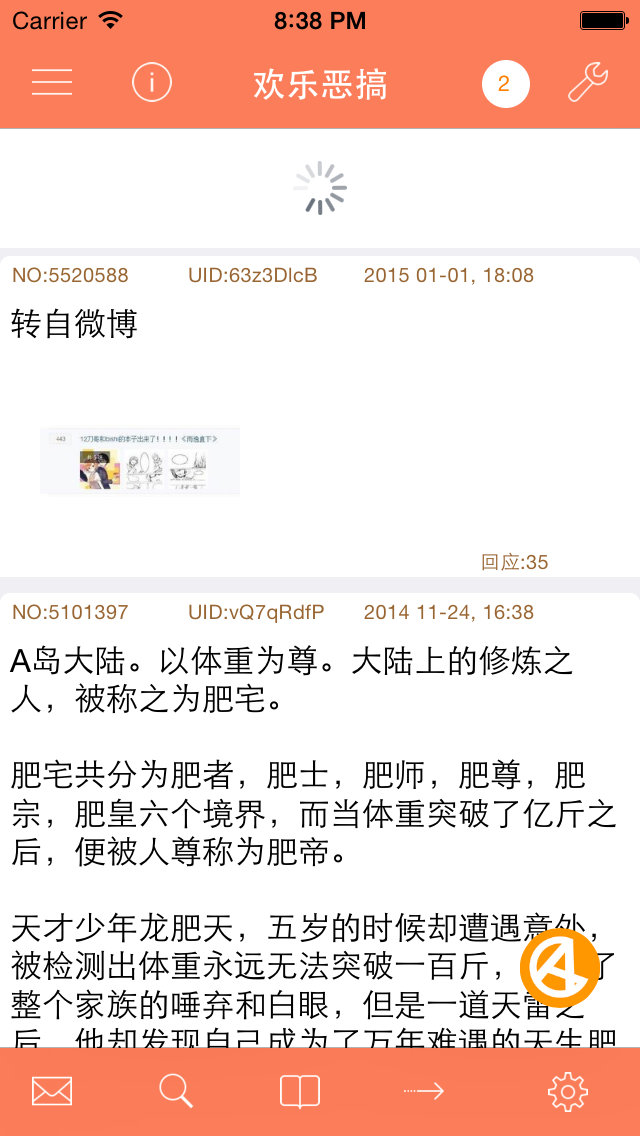 Carrier 8:38 PM
欢乐恶搞 2
NO:5520588 UID:63z3DlcB 2015 01-01, 18:08
转自微博
回应:35
NO:5101397 UID:vQ7qRdfP 2014 11-24, 16:38
A岛大陆。以体重为尊。大陆上的修炼之
人，被称之为肥宅。
肥宅共分为肥者，肥士，肥师，肥尊，肥
宗，肥皇六个境界，而当体重突破了亿斤之
后，便被人尊称为肥帝。
天才少年龙肥天，五岁的时候却遭遇意外，
被检测出体重永远无法突破一百斤，了
整个家族的唾弃和白眼，但是一道天雷之
后，他却发现自己成为了万年难遇的天生肥